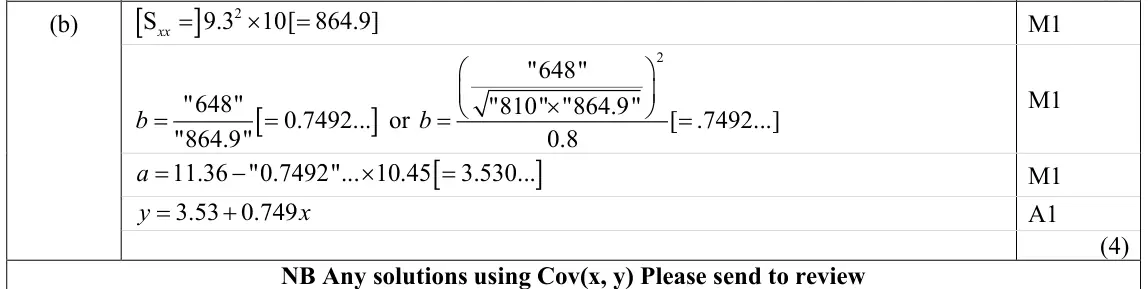 (b) [S_xx =] 9.3² × 10 [= 864.9] M1
b = "648" / "864.9" [= 0.7492...] or b = ( "648" / √("810" × "864.9") )² / 0.8 [= .7492...] M1
a = 11.36 − "0.7492"... × 10.45 [= 3.530...] M1
y = 3.53 + 0.749x A1
(4)
NB Any solutions using Cov(x, y) Please send to review